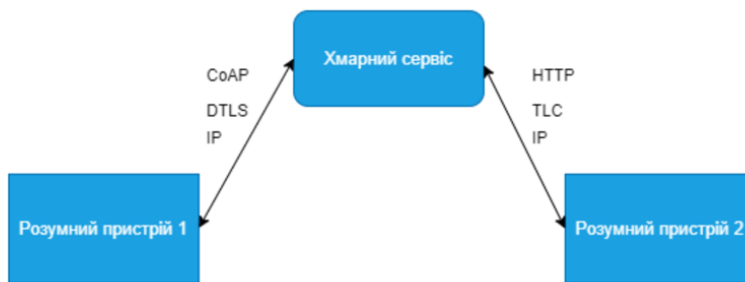 Хмарний сервіс
CoAP
DTLS
IP
HTTP
TLC
IP
Розумний пристрій 1
Розумний пристрій 2